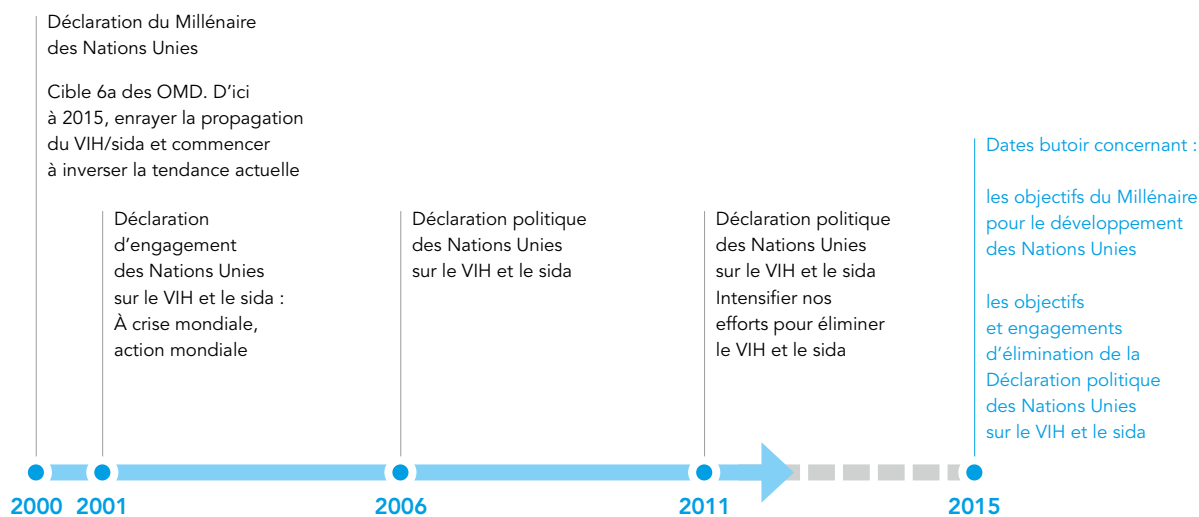 Déclaration du Millénaire
des Nations Unies
Cible 6a des OMD. D’ici
à 2015, enrayer la propagation
du VIH/sida et commencer
à inverser la tendance actuelle
Déclaration
d’engagement
des Nations Unies
sur le VIH et le sida :
À crise mondiale,
action mondiale
Déclaration politique
des Nations Unies
sur le VIH et le sida
Déclaration politique
des Nations Unies
sur le VIH et le sida
Intensifier nos
efforts pour éliminer
le VIH et le sida
Dates butoir concernant :
les objectifs du Millénaire
pour le développement
des Nations Unies
les objectifs
et engagements
d’élimination de la
Déclaration politique
des Nations Unies
sur le VIH et le sida
2000 2001 2006 2011 2015